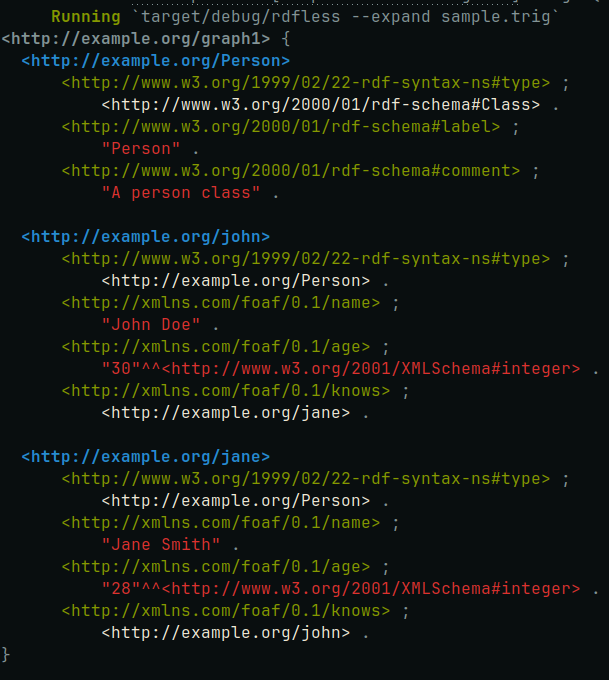 Running `target/debug/rdfless --expand sample.trig`
<http://example.org/graph1> {
<http://example.org/Person>
<http://www.w3.org/1999/02/22-rdf-syntax-ns#type> ;
<http://www.w3.org/2000/01/rdf-schema#Class> .
<http://www.w3.org/2000/01/rdf-schema#label> ;
"Person" .
<http://www.w3.org/2000/01/rdf-schema#comment> ;
"A person class" .
<http://example.org/john>
<http://www.w3.org/1999/02/22-rdf-syntax-ns#type> ;
<http://example.org/Person> .
<http://xmlns.com/foaf/0.1/name> ;
"John Doe" .
<http://xmlns.com/foaf/0.1/age> ;
"30"^^<http://www.w3.org/2001/XMLSchema#integer> .
<http://xmlns.com/foaf/0.1/knows> ;
<http://example.org/jane> .
<http://example.org/jane>
<http://www.w3.org/1999/02/22-rdf-syntax-ns#type> ;
<http://example.org/Person> .
<http://xmlns.com/foaf/0.1/name> ;
"Jane Smith" .
<http://xmlns.com/foaf/0.1/age> ;
"28"^^<http://www.w3.org/2001/XMLSchema#integer> .
<http://xmlns.com/foaf/0.1/knows> ;
<http://example.org/john> .
}